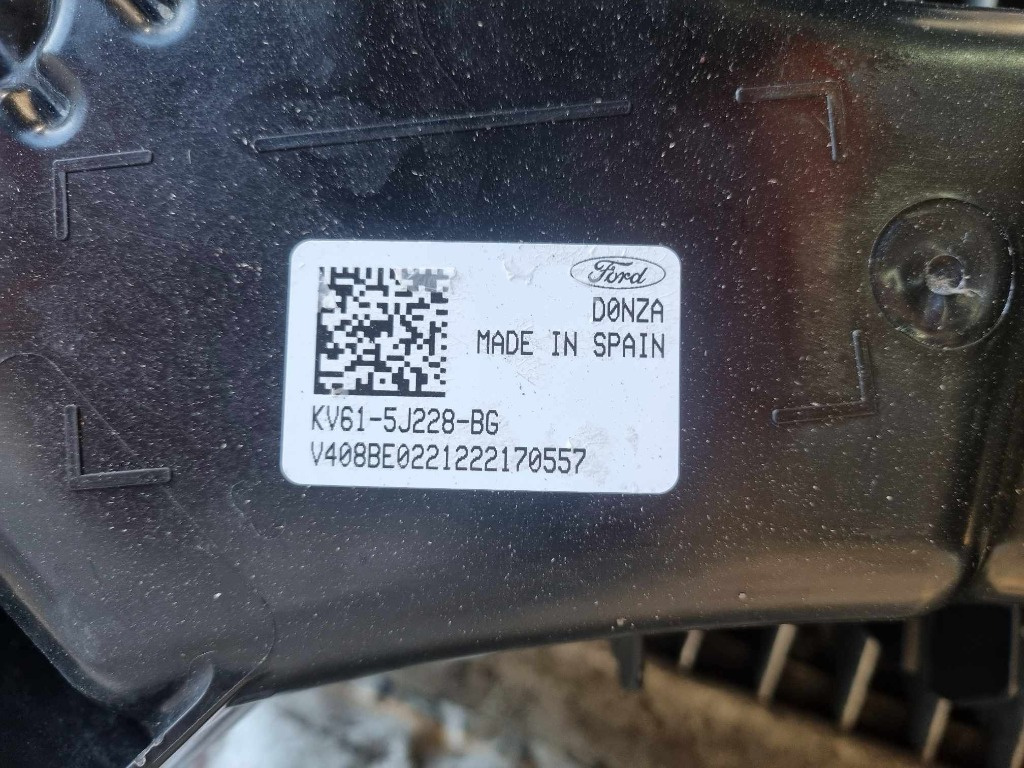 Ford
D0NZA
MADE IN SPAIN
KV61-5J228-BG
V408BE0221222170557